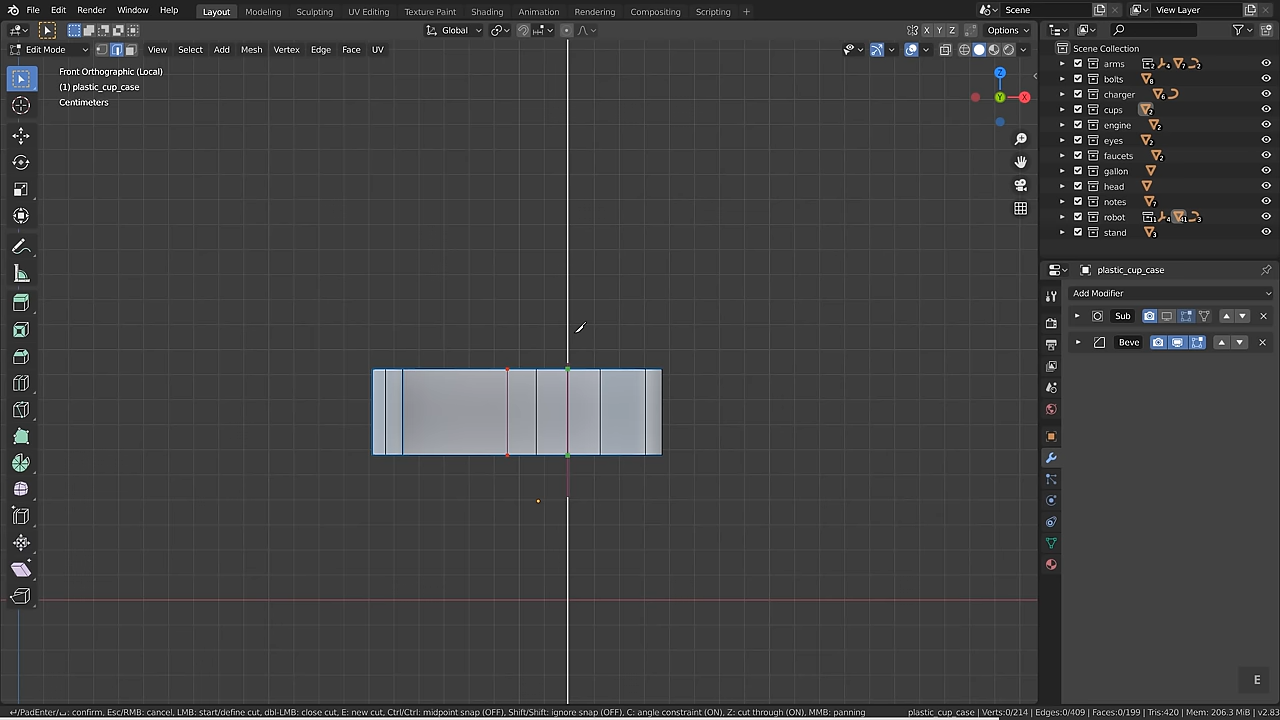 File Edit Render Window Help Layout Modeling Sculpting UV Editing Texture Paint Shading Animation Rendering Compositing Scripting + Scene View Layer
Global Options
Edit Mode View Select Add Mesh Vertex Edge Face UV X Y Z
Front Orthographic (Local)
(1) plastic_cup_case
Centimeters
Z
Y
X
Scene Collection
arms
bolts
charger
cups
engine
eyes
faucets
gallon
head
notes
robot
stand
plastic_cup_case
Add Modifier
Sub
Beve
E
confirm, Esc/RMB: cancel, LMB: start/define cut, dbl-LMB: close cut, E: new cut, Ctrl/Ctrl: midpoint snap (OFF), Shift/Shift: ignore snap (OFF), C: angle constraint (ON), Z: cut through (ON), MMB: panning
plastic_cup_case | Verts:0/214 | Edges:0/409 | Faces:0/199 | Tris:420 | Mem: 206.3 MiB | v2.83